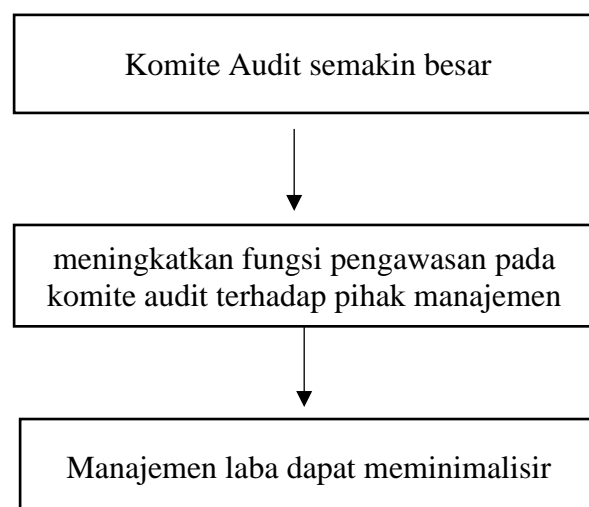 Komite Audit semakin besar
meningkatkan fungsi pengawasan pada
komite audit terhadap pihak manajemen
Manajemen laba dapat meminimalisir